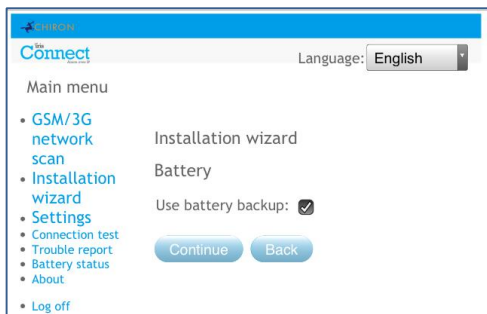 CHIRON
Iris
Connect
Language: English
Main menu
GSM/3G
network
scan
Installation
wizard
Settings
Connection test
Trouble report
Battery status
About
Log off
Installation wizard
Battery
Use battery backup:
Continue Back